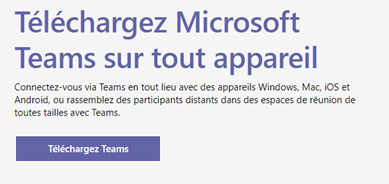 Téléchargez Microsoft
Teams sur tout appareil
Connectez-vous via Teams en tout lieu avec des appareils Windows, Mac, iOS et
Android, ou rassemblez des participants distants dans des espaces de réunion de
toutes tailles avec Teams.
Téléchargez Teams